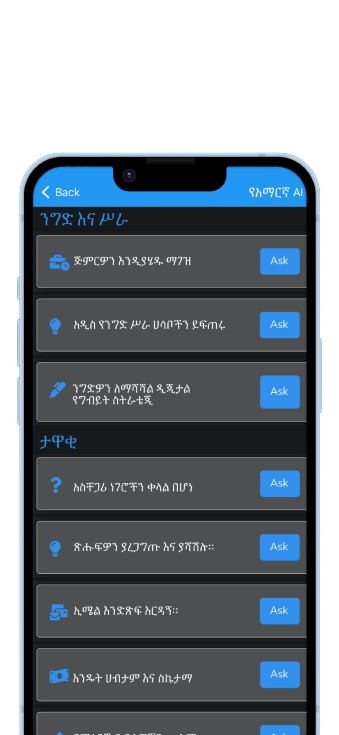 Back
የአማርኛ AI
ንግድ እና ሥራ
ጅምርዎን እንዲያሄዱ ማገዝ
Ask
አዲስ የንግድ ሥራ ሀሳቦችን ይፍጠሩ
Ask
ንግድዎን ለማሻሻል ዲጂታል
የግብይት ስትራቴጂ
Ask
ታዋቂ
አስቸጋሪ ነገሮችን ቀላል በሆነ
Ask
ጽሑፍዎን ያረጋግጡ እና ያሻሽሉ።
Ask
ኢሜል እንድጽፍ እርዳኝ።
Ask
እንዴት ሀብታም እና ስኬታማ
Ask